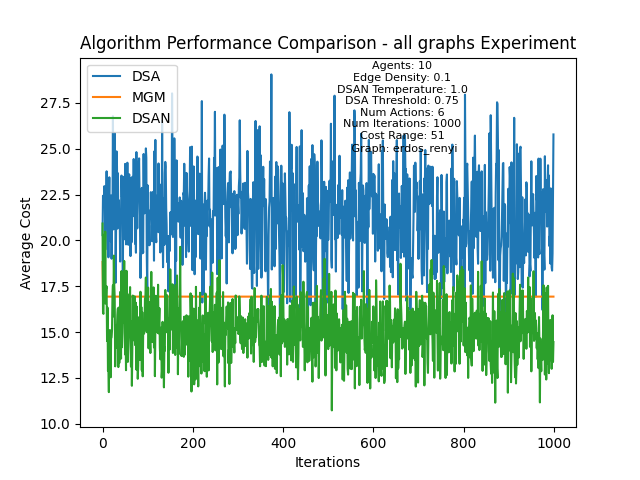 Algorithm Performance Comparison - all graphs Experiment
DSA
MGM
DSAN
Agents: 10
Edge Density: 0.1
DSAN Temperature: 1.0
DSA Threshold: 0.75
Num Actions: 6
Num Iterations: 1000
Cost Range: 51
Graph: erdos_renyi
Average Cost
27.5
25.0
22.5
20.0
17.5
15.0
12.5
10.0
0 200 400 600 800 1000
Iterations